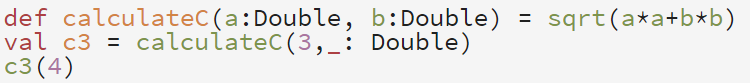 def calculateC(a:Double, b:Double) = sqrt(a*a+b*b)
val c3 = calculateC(3,_: Double)
c3(4)